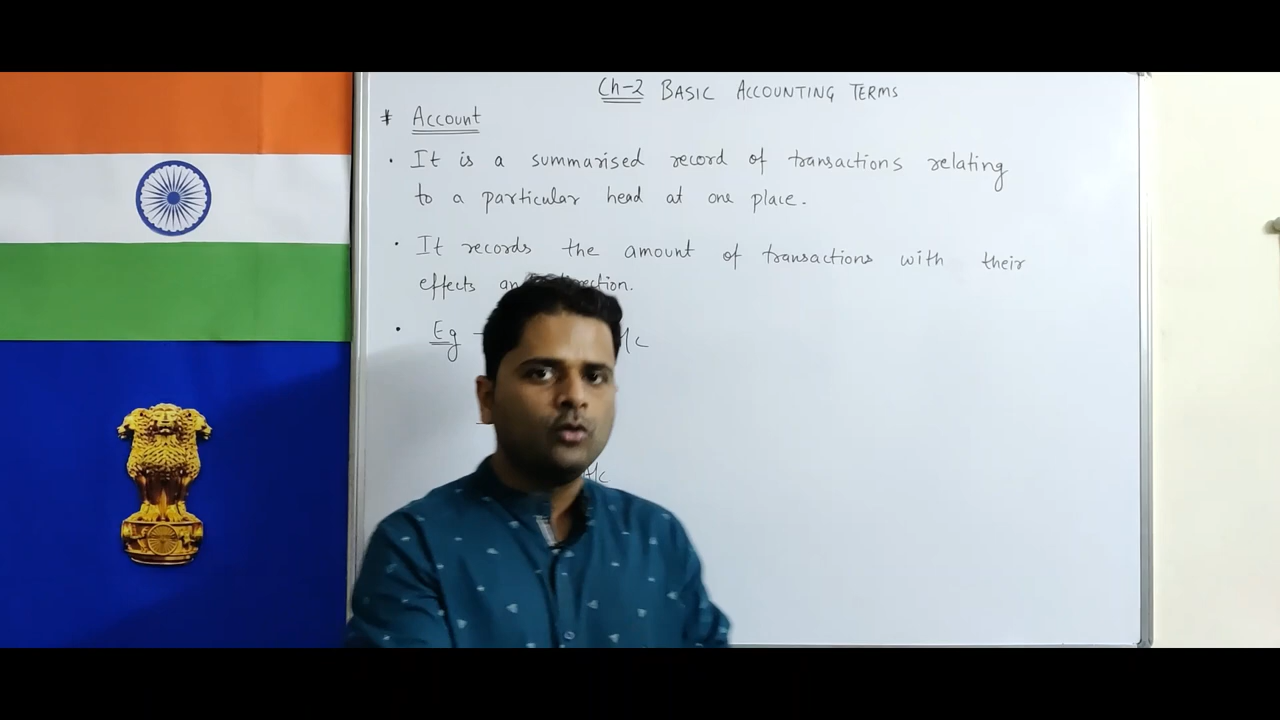 Ch-2 BASIC ACCOUNTING TERMS
* Account
• It is a summarised record of transactions relating
to a particular head at one place.
• It records the amount of transactions with their
effects
• Eg - A/c
A/c